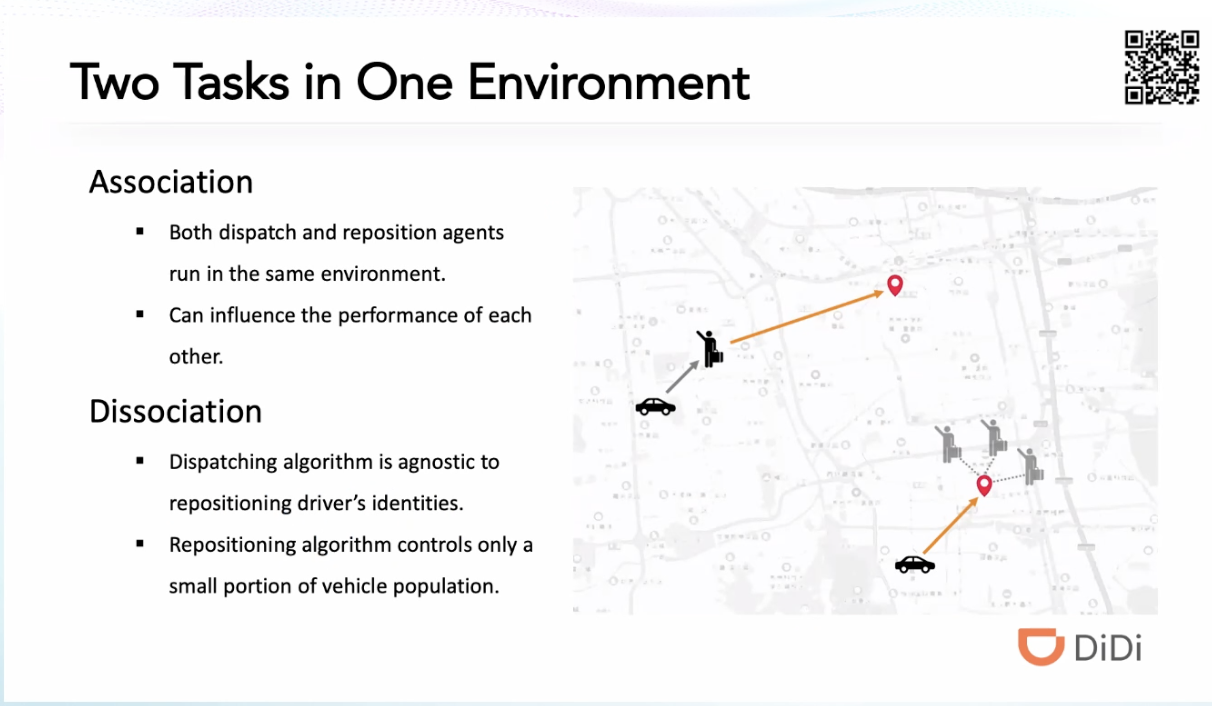 Two Tasks in One Environment
Association
▪ Both dispatch and reposition agents
run in the same environment.
▪ Can influence the performance of each
other.
Dissociation
▪ Dispatching algorithm is agnostic to
repositioning driver’s identities.
▪ Repositioning algorithm controls only a
small portion of vehicle population.
DiDi